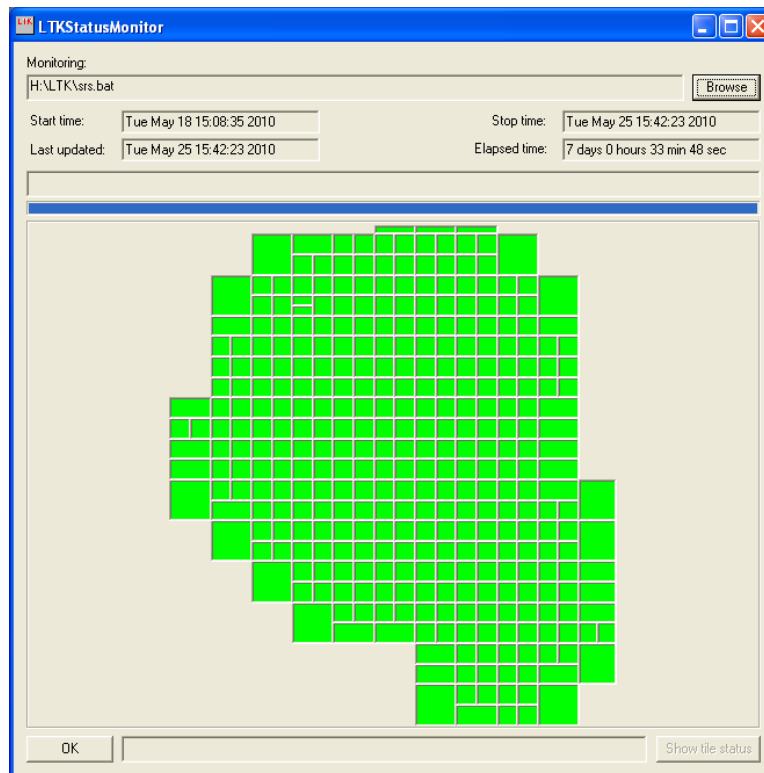 LTK LTKStatusMonitor
Monitoring:
H:\LTK\srs.bat Browse
Start time: Tue May 18 15:08:35 2010 Stop time: Tue May 25 15:42:23 2010
Last updated: Tue May 25 15:42:23 2010 Elapsed time: 7 days 0 hours 33 min 48 sec
OK Show tile status